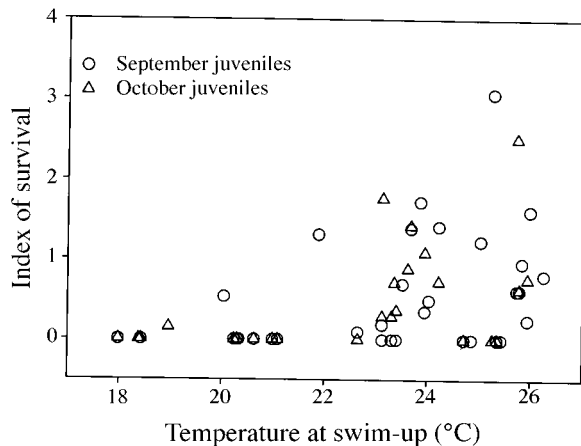 4
3
2
1
0
Index of survival
September juveniles
October juveniles
18 20 22 24 26
Temperature at swim-up (°C)